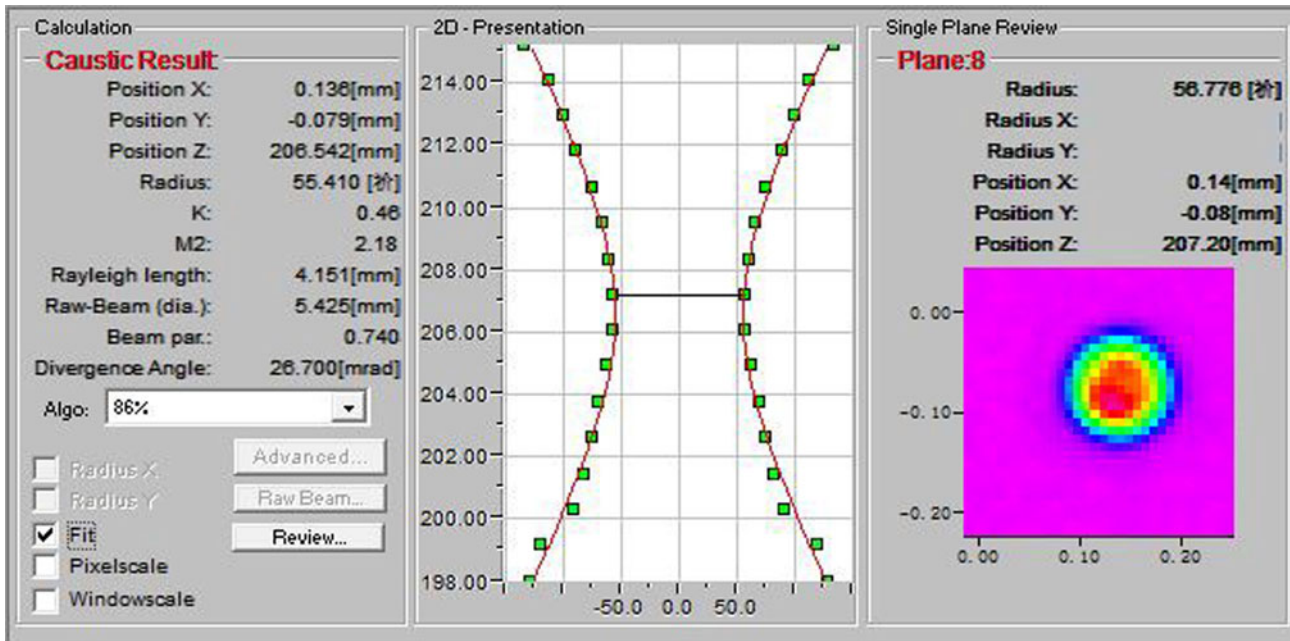 Calculation
Caustic Result:
Position X: 0.136[mm]
Position Y: -0.079[mm]
Position Z: 206.542[mm]
Radius: 55.410 [祄]
K: 0.46
M2: 2.18
Rayleigh length: 4.151[mm]
Raw-Beam (dia.): 5.425[mm]
Beam par.: 0.740
Divergence Angle: 26.700[mrad]
Algo: 86%
Radius X
Radius Y
Fit
Pixelscale
Windowscale
Advanced...
Raw Beam...
Review...
2D - Presentation
214.00
212.00
210.00
208.00
206.00
204.00
202.00
200.00
198.00
-50.0 0.0 50.0
Single Plane Review
Plane:8
Radius: 56.776 [祄]
Radius X:
Radius Y:
Position X: 0.14[mm]
Position Y: -0.08[mm]
Position Z: 207.20[mm]
0.00
-0.10
-0.20
0.00 0.10 0.20